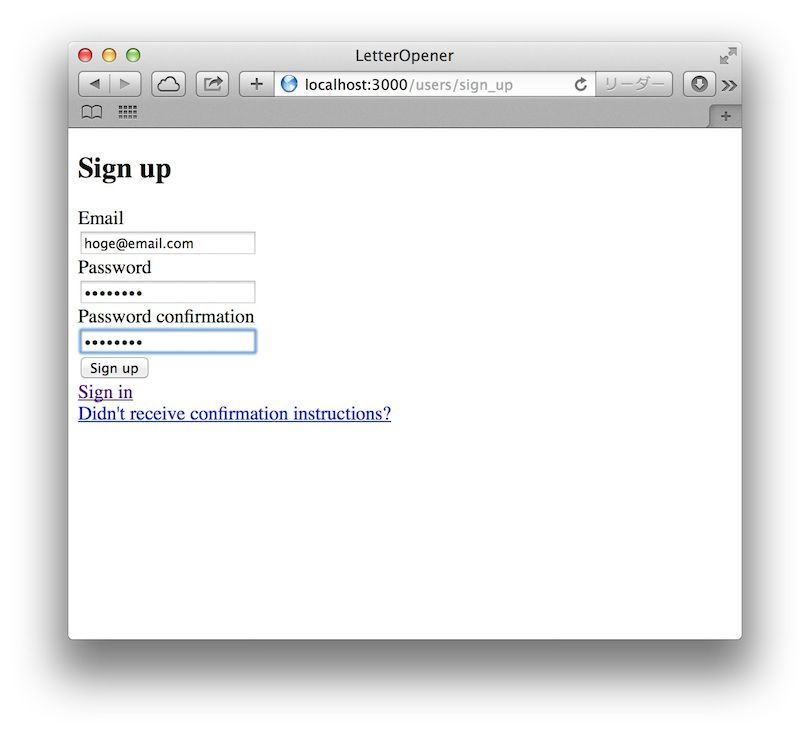 LetterOpener
localhost:3000/users/sign_up
リーダー
Sign up
Email
hoge@email.com
Password
••••••••
Password confirmation
••••••••
Sign up
Sign in
Didn't receive confirmation instructions?